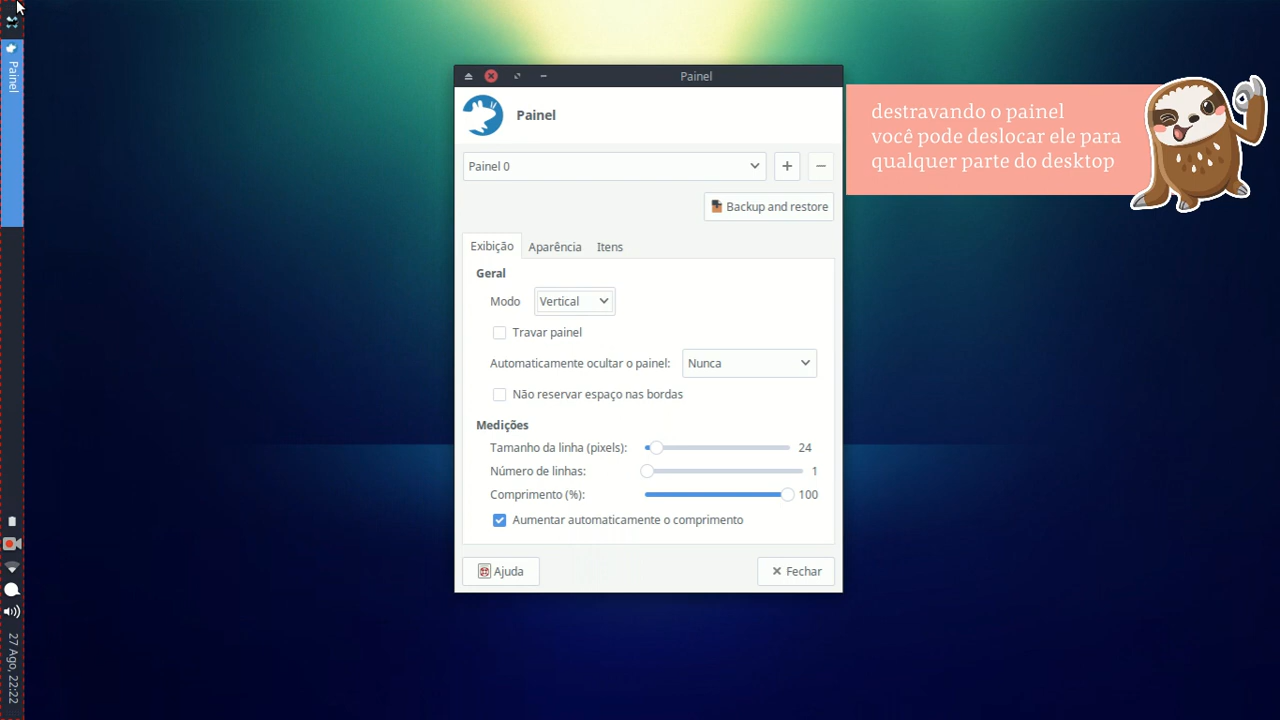 Painel
Painel
destravando o painel
você pode deslocar ele para
qualquer parte do desktop
Painel
Painel 0
Backup and restore
Exibição Aparência Itens
Geral
Modo Vertical
Travar painel
Automaticamente ocultar o painel: Nunca
Não reservar espaço nas bordas
Medições
Tamanho da linha (pixels): 24
Número de linhas: 1
Comprimento (%): 100
Aumentar automaticamente o comprimento
Ajuda Fechar
27 Ago, 22:22